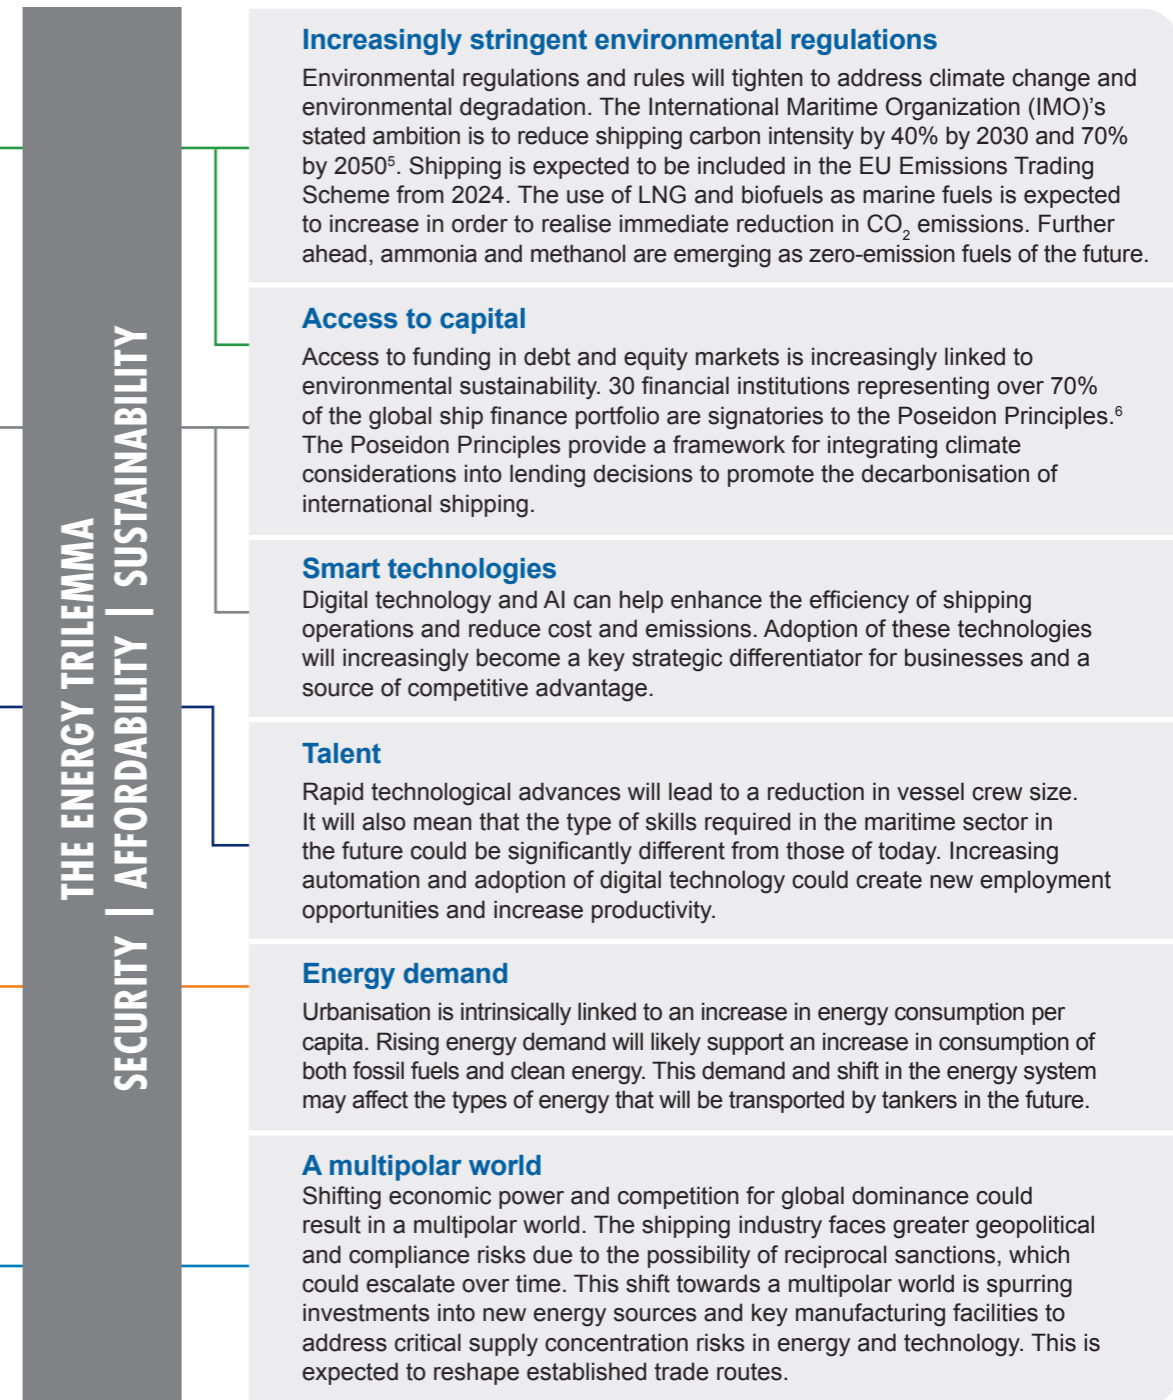 THE ENERGY TRILEMMA
SECURITY | AFFORDABILITY | SUSTAINABILITY
Increasingly stringent environmental regulations
Environmental regulations and rules will tighten to address climate change and
environmental degradation. The International Maritime Organization (IMO)'s
stated ambition is to reduce shipping carbon intensity by 40% by 2030 and 70%
by 2050⁵. Shipping is expected to be included in the EU Emissions Trading
Scheme from 2024. The use of LNG and biofuels as marine fuels is expected
to increase in order to realise immediate reduction in CO₂ emissions. Further
ahead, ammonia and methanol are emerging as zero-emission fuels of the future.
Access to capital
Access to funding in debt and equity markets is increasingly linked to
environmental sustainability. 30 financial institutions representing over 70%
of the global ship finance portfolio are signatories to the Poseidon Principles.⁶
The Poseidon Principles provide a framework for integrating climate
considerations into lending decisions to promote the decarbonisation of
international shipping.
Smart technologies
Digital technology and AI can help enhance the efficiency of shipping
operations and reduce cost and emissions. Adoption of these technologies
will increasingly become a key strategic differentiator for businesses and a
source of competitive advantage.
Talent
Rapid technological advances will lead to a reduction in vessel crew size.
It will also mean that the type of skills required in the maritime sector in
the future could be significantly different from those of today. Increasing
automation and adoption of digital technology could create new employment
opportunities and increase productivity.
Energy demand
Urbanisation is intrinsically linked to an increase in energy consumption per
capita. Rising energy demand will likely support an increase in consumption of
both fossil fuels and clean energy. This demand and shift in the energy system
may affect the types of energy that will be transported by tankers in the future.
A multipolar world
Shifting economic power and competition for global dominance could
result in a multipolar world. The shipping industry faces greater geopolitical
and compliance risks due to the possibility of reciprocal sanctions, which
could escalate over time. This shift towards a multipolar world is spurring
investments into new energy sources and key manufacturing facilities to
address critical supply concentration risks in energy and technology. This is
expected to reshape established trade routes.